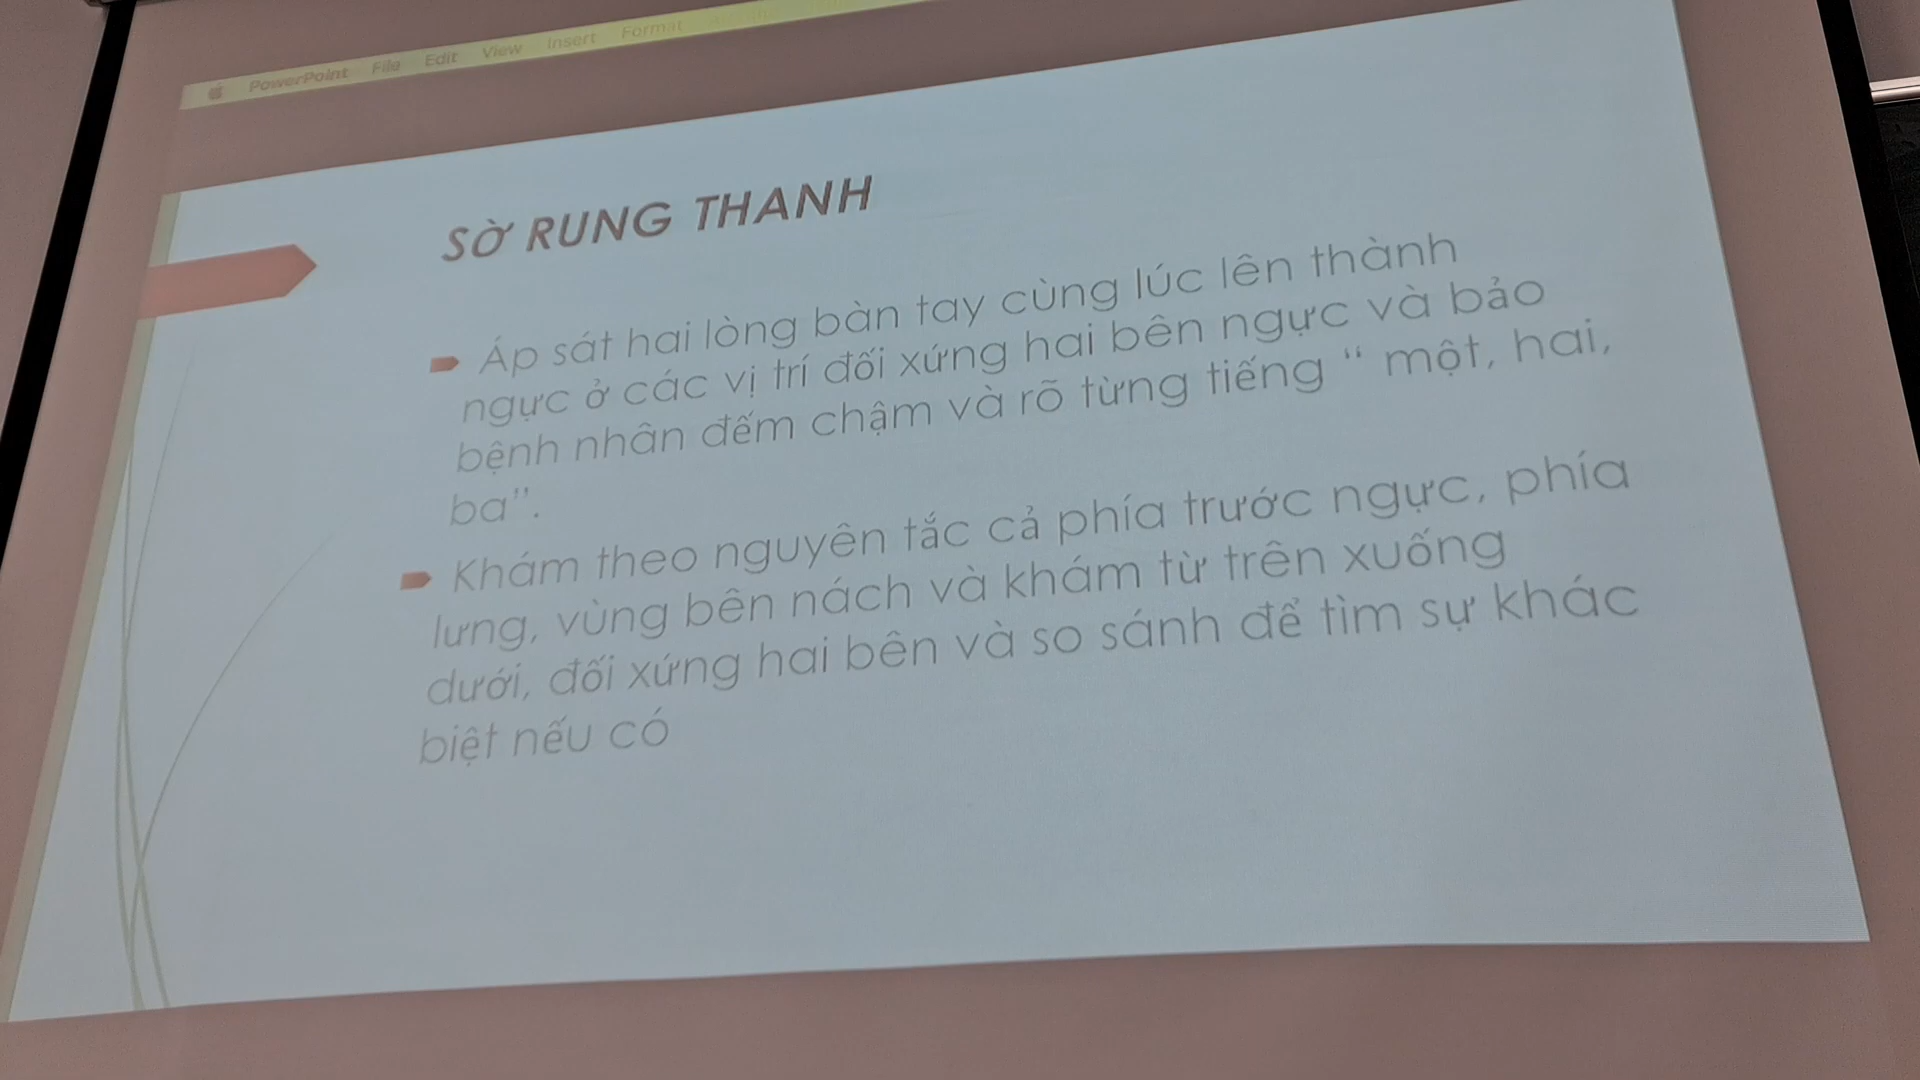 PowerPoint File Edit View Insert Format
SỜ RUNG THANH
Áp sát hai lòng bàn tay cùng lúc lên thành
ngực ở các vị trí đối xứng hai bên ngực và bảo
bệnh nhân đếm chậm và rõ từng tiếng “ một, hai,
ba”.
Khám theo nguyên tắc cả phía trước ngực, phía
lưng, vùng bên nách và khám từ trên xuống
dưới, đối xứng hai bên và so sánh để tìm sự khác
biệt nếu có